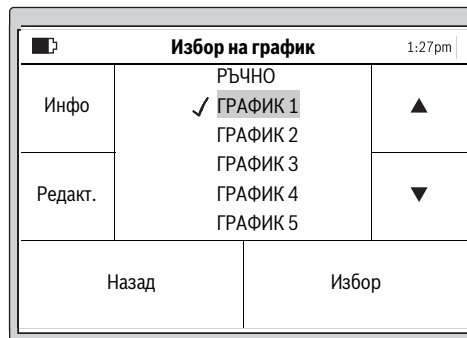 Избор на график
1:27pm
Инфо
Редакт.
РЪЧНО
ГРАФИК 1
ГРАФИК 2
ГРАФИК 3
ГРАФИК 4
ГРАФИК 5
Назад
Избор